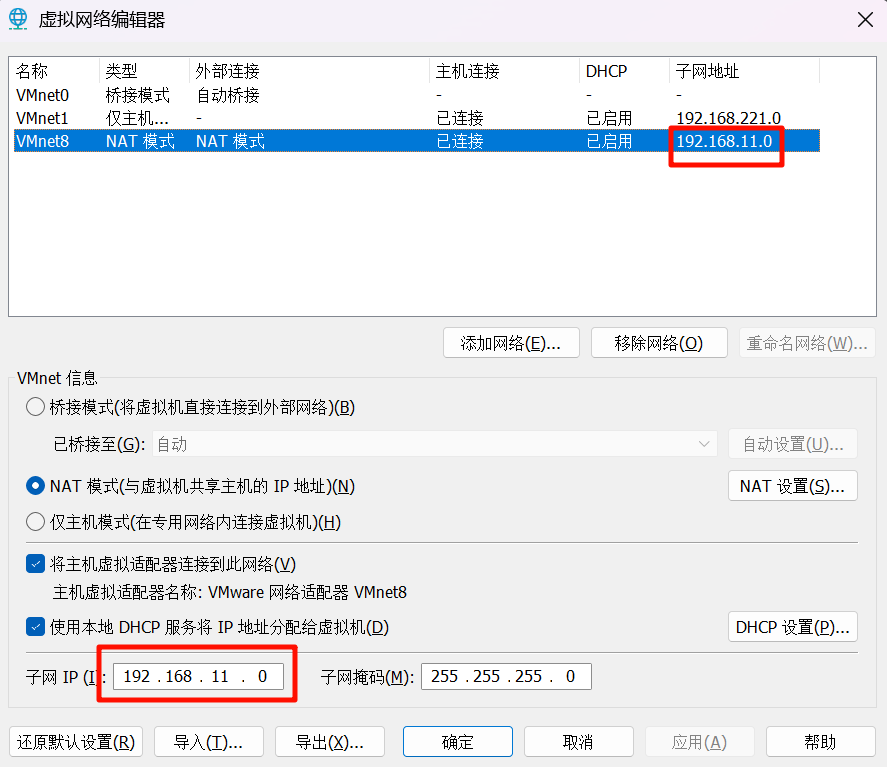 虚拟网络编辑器
名称 类型 外部连接 主机连接 DHCP 子网地址
VMnet0 桥接模式 自动桥接 - - -
VMnet1 仅主机... - 已连接 已启用 192.168.221.0
VMnet8 NAT 模式 NAT 模式 已连接 已启用 192.168.11.0
添加网络(E)... 移除网络(O) 重命名网络(W)...
VMnet 信息
桥接模式(将虚拟机直接连接到外部网络)(B)
已桥接至(G): 自动 自动设置(U)...
NAT 模式(与虚拟机共享主机的 IP 地址)(N) NAT 设置(S)...
仅主机模式(在专用网络内连接虚拟机)(H)
将主机虚拟适配器连接到此网络(V)
主机虚拟适配器名称: VMware 网络适配器 VMnet8
使用本地 DHCP 服务将 IP 地址分配给虚拟机(D) DHCP 设置(P)...
子网 IP (I): 192 . 168 . 11 . 0 子网掩码(M): 255 . 255 . 255 . 0
还原默认设置(R) 导入(T)... 导出(X)... 确定 取消 应用(A) 帮助